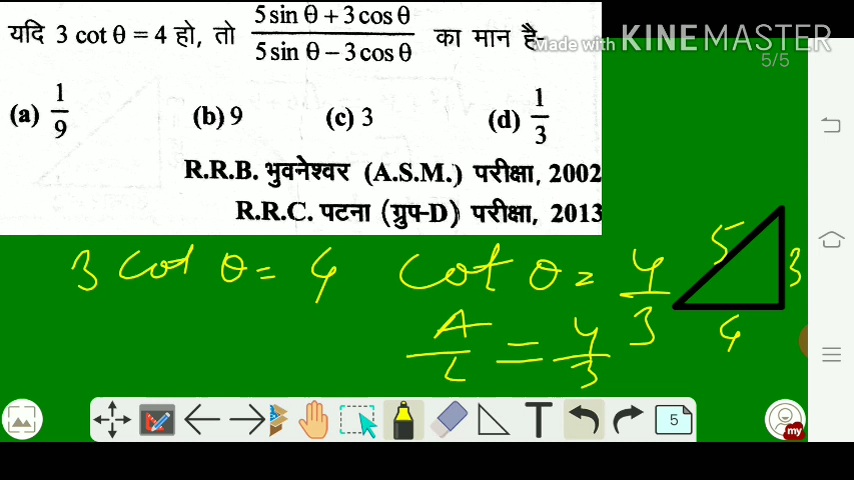 यदि 3 cot θ = 4 हो, तो (5 sin θ + 3 cos θ)/(5 sin θ − 3 cos θ) का मान है-
Made with KINEMASTER
5/5
(a) 1/9 (b) 9 (c) 3 (d) 1/3
R.R.B. भुवनेश्वर (A.S.M.) परीक्षा, 2002
R.R.C. पटना (ग्रुप-D) परीक्षा, 2013
3 cot θ = 4 cot θ = 4/3
A/L = 4/3
5 3
4
T 5
my